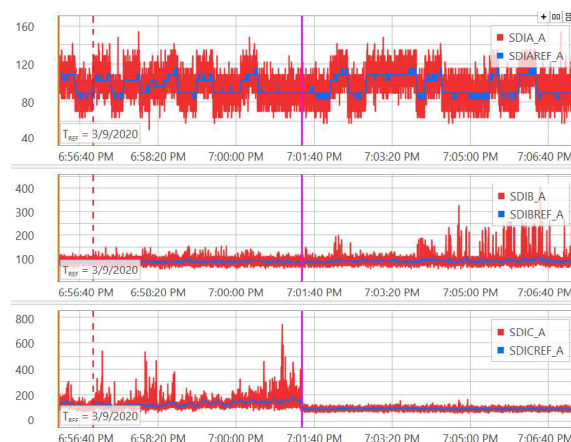 160
SDIA_A
120
SDIAREF_A
80
40
T_REF = 3/9/2020
6:56:40 PM 6:58:20 PM 7:00:00 PM 7:01:40 PM 7:03:20 PM 7:05:00 PM 7:06:40 PM
400
SDIB_A
300
SDIBREF_A
200
100
T_REF = 3/9/2020
6:56:40 PM 6:58:20 PM 7:00:00 PM 7:01:40 PM 7:03:20 PM 7:05:00 PM 7:06:40 PM
800
SDIC_A
600
SDICREF_A
400
200
0
T_REF = 3/9/2020
6:56:40 PM 6:58:20 PM 7:00:00 PM 7:01:40 PM 7:03:20 PM 7:05:00 PM 7:06:40 PM